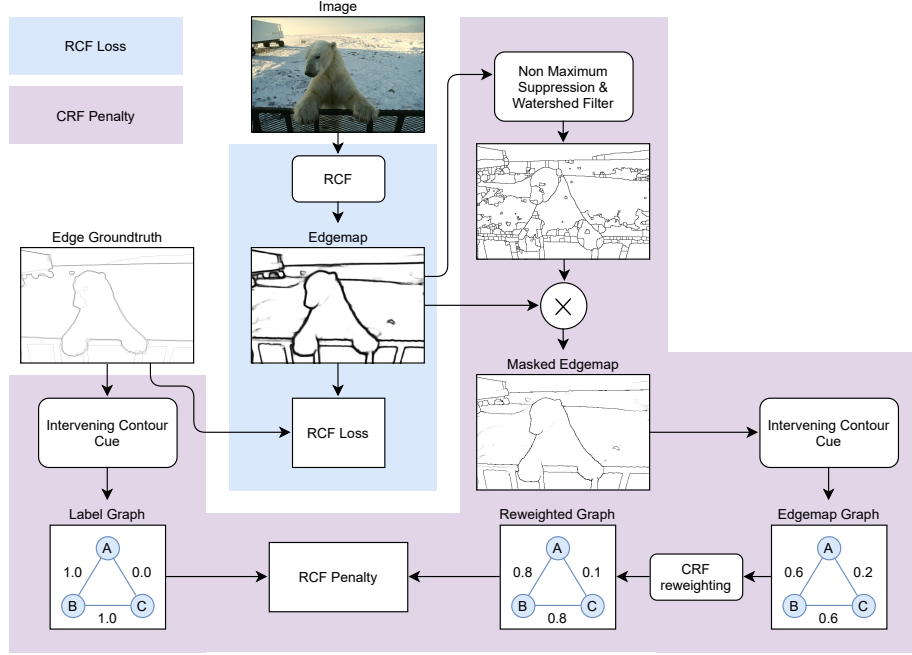 Image
RCF Loss
Non Maximum
Suppression &
Watershed Filter
CRF Penalty
RCF
Edge Groundtruth
Edgemap
Masked Edgemap
Intervening Contour
Cue
RCF Loss
Intervening Contour
Cue
Label Graph
Reweighted Graph
Edgemap Graph
A
1.0
0.0
B
C
1.0
RCF Penalty
A
0.8
0.1
B
C
0.8
CRF
reweighting
A
0.6
0.2
B
C
0.6